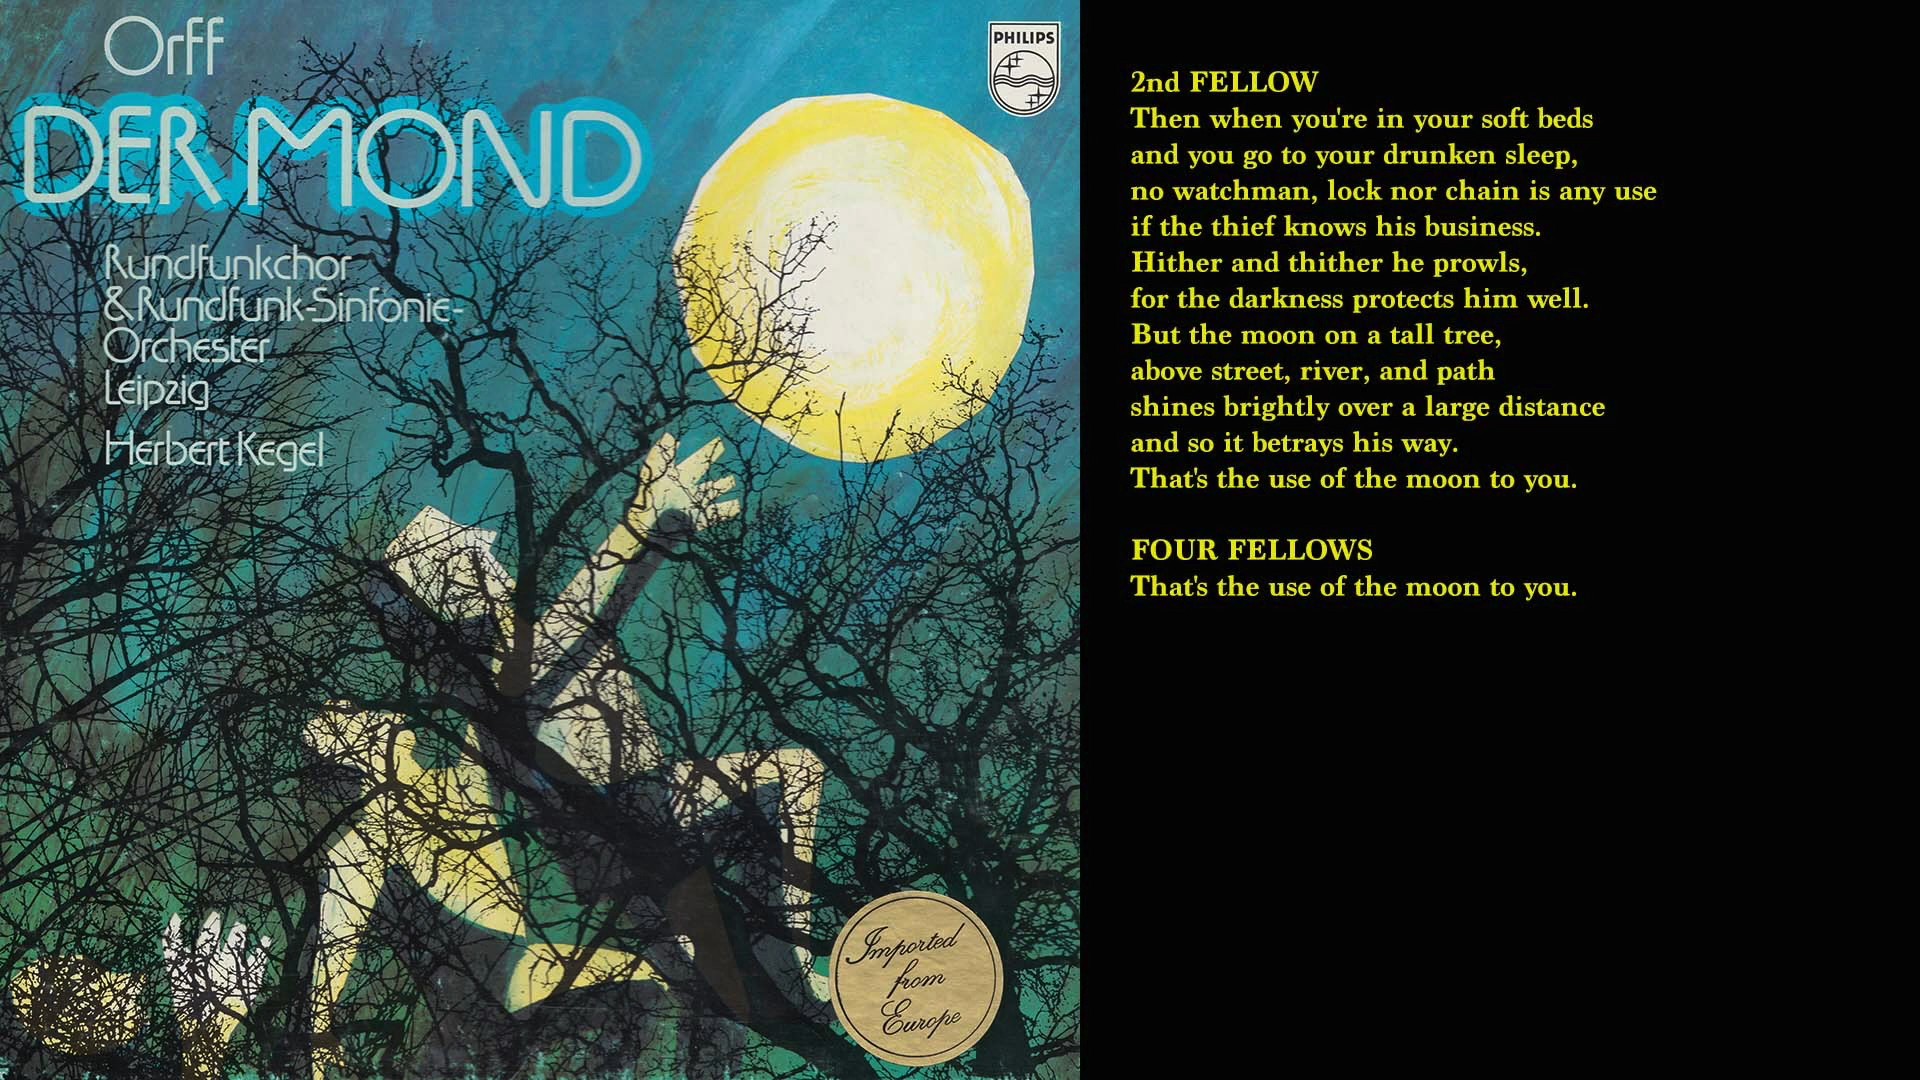 Orff
DER MOND
Rundfunkchor
& Rundfunk-Sinfonie-
Orchester
Leipzig
Herbert Kegel
PHILIPS
Imported
from
Europe
2nd FELLOW
Then when you're in your soft beds
and you go to your drunken sleep,
no watchman, lock nor chain is any use
if the thief knows his business.
Hither and thither he prowls,
for the darkness protects him well.
But the moon on a tall tree,
above street, river, and path
shines brightly over a large distance
and so it betrays his way.
That's the use of the moon to you.
FOUR FELLOWS
That's the use of the moon to you.